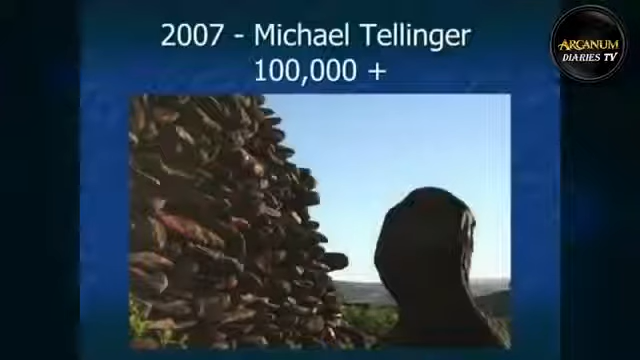 2007 - Michael Tellinger
100,000 +
ARCANUM
DIARIES TV